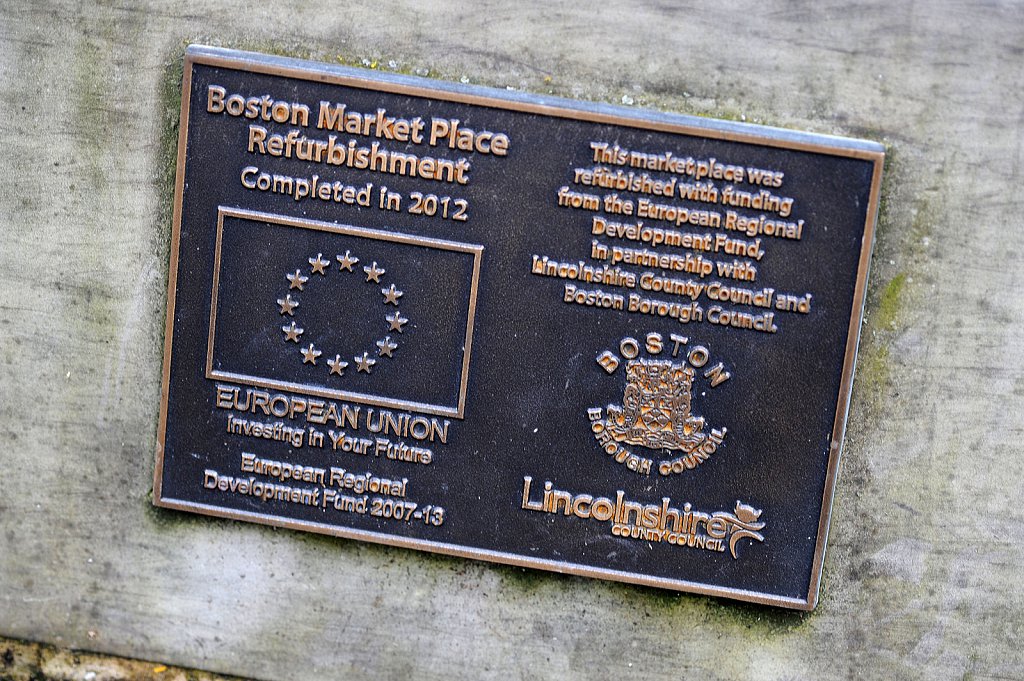 Boston Market Place
Refurbishment
Completed in 2012
EUROPEAN UNION
Investing in Your Future
European Regional
Development Fund 2007-13
This market place was
refurbished with funding
from the European Regional
Development Fund,
in partnership with
Lincolnshire County Council and
Boston Borough Council.
BOSTON
BOROUGH COUNCIL
Lincolnshire
COUNTY COUNCIL